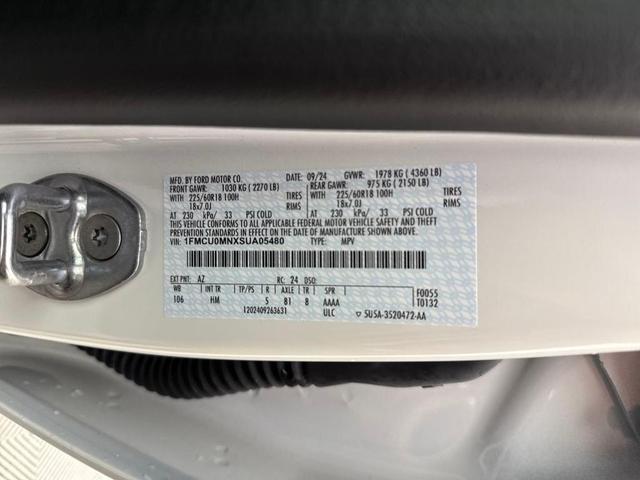 MFD. BY FORD MOTOR CO. DATE: 09/24 GVWR: 1978 KG ( 4360 LB)
FRONT GAWR: 1030 KG ( 2270 LB) REAR GAWR: 975 KG ( 2150 LB)
WITH 225/60R18 100H TIRES WITH 225/60R18 100H TIRES
18x7.0J RIMS 18x7.0J RIMS
AT 230 kPa/ 33 PSI COLD AT 230 kPa/ 33 PSI COLD
THIS VEHICLE CONFORMS TO ALL APPLICABLE FEDERAL MOTOR VEHICLE SAFETY AND THEFT
PREVENTION STANDARDS IN EFFECT ON THE DATE OF MANUFACTURE SHOWN ABOVE.
VIN: 1FMCU0MNXSUA05480 TYPE: MPV
EXT PNT: AZ RC: 24 DSO:
WB INT TR TP/PS R AXLE TR SPR F0055
106 HM 5 81 8 AAAA T0132
1202409263631 ULC ▽ 5U5A-3520472-AA